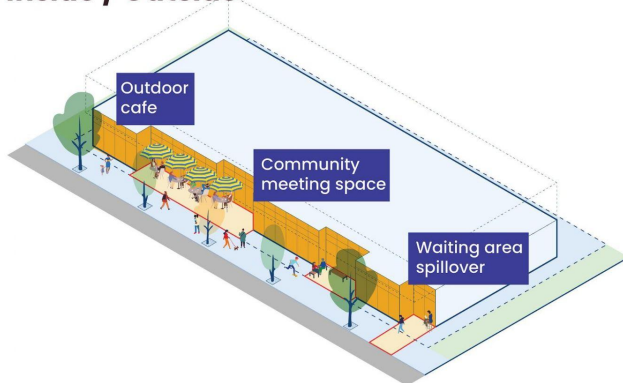 Outdoor
cafe
Community
meeting space
Waiting area
spillover